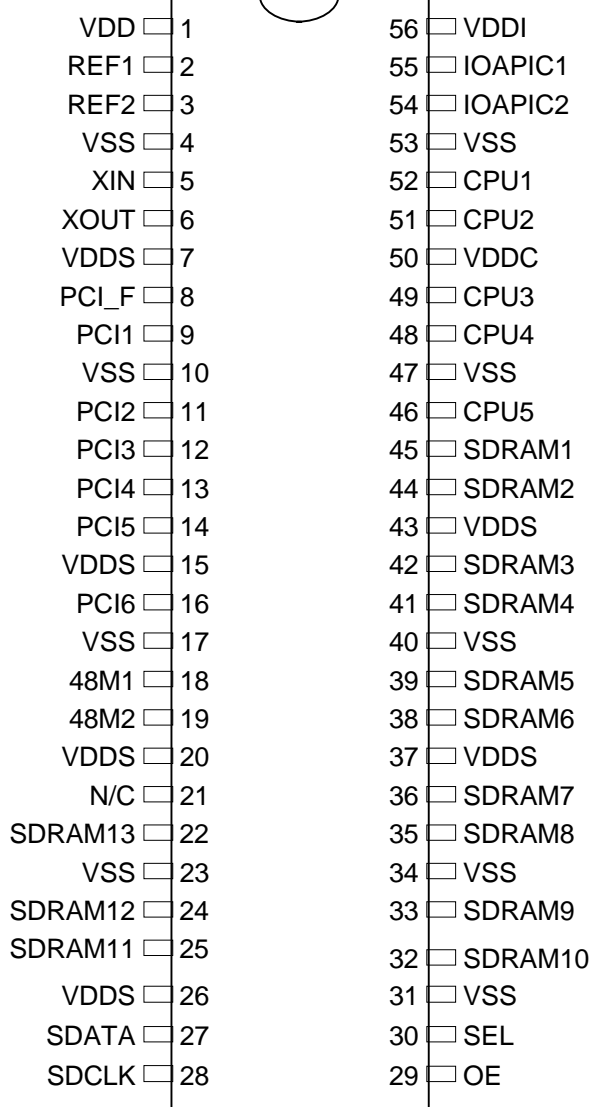 VDD 1 56 VDDI
REF1 2 55 IOAPIC1
REF2 3 54 IOAPIC2
VSS 4 53 VSS
XIN 5 52 CPU1
XOUT 6 51 CPU2
VDDS 7 50 VDDC
PCI_F 8 49 CPU3
PCI1 9 48 CPU4
VSS 10 47 VSS
PCI2 11 46 CPU5
PCI3 12 45 SDRAM1
PCI4 13 44 SDRAM2
PCI5 14 43 VDDS
VDDS 15 42 SDRAM3
PCI6 16 41 SDRAM4
VSS 17 40 VSS
48M1 18 39 SDRAM5
48M2 19 38 SDRAM6
VDDS 20 37 VDDS
N/C 21 36 SDRAM7
SDRAM13 22 35 SDRAM8
VSS 23 34 VSS
SDRAM12 24 33 SDRAM9
SDRAM11 25 32 SDRAM10
VDDS 26 31 VSS
SDATA 27 30 SEL
SDCLK 28 29 OE